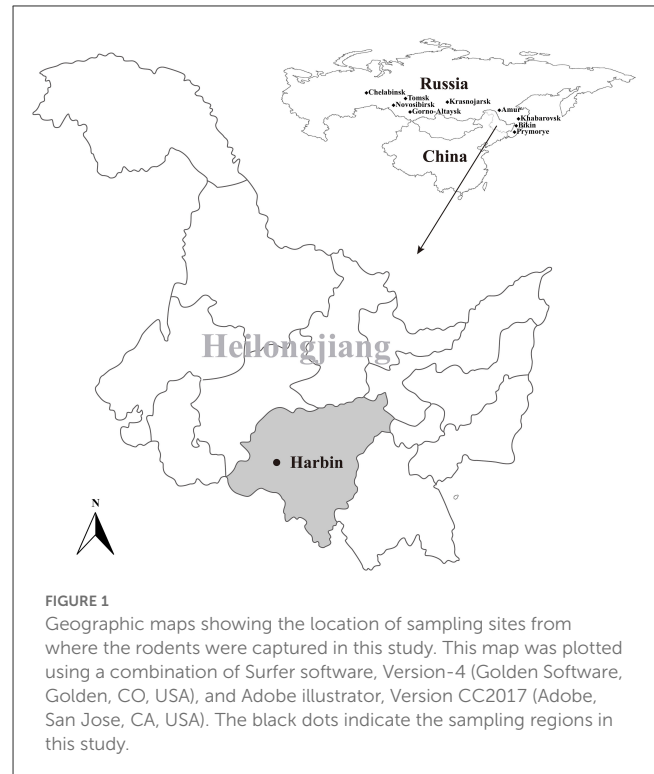 Russia
Chelabinsk
Tomsk
Krasnojarsk
Novosibirsk
Amur
Gorno-Altaysk
Khabarovsk
Bikin
Prymorye
China
Heilongjiang
Harbin
N
FIGURE 1
Geographic maps showing the location of sampling sites from
where the rodents were captured in this study. This map was plotted
using a combination of Surfer software, Version-4 (Golden Software,
Golden, CO, USA), and Adobe illustrator, Version CC2017 (Adobe,
San Jose, CA, USA). The black dots indicate the sampling regions in
this study.